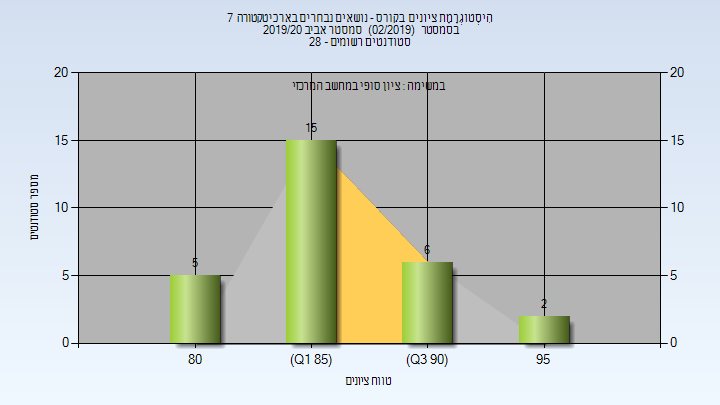 הִיסְטוֹגְרָמַת ציונים בקורס - נושאים נבחרים בארכיטקטורה 7
בסמסטר (02/2019) סמסטר אביב 2019/20
סטודנטים רשומים - 28
במשימה : ציון סופי במחשב המרכזי
20 20
15 15
10 10
5 5
0 0
5
15
6
2
80 (Q1 85) (Q3 90) 95
מספר סטודנטים
טווח ציונים